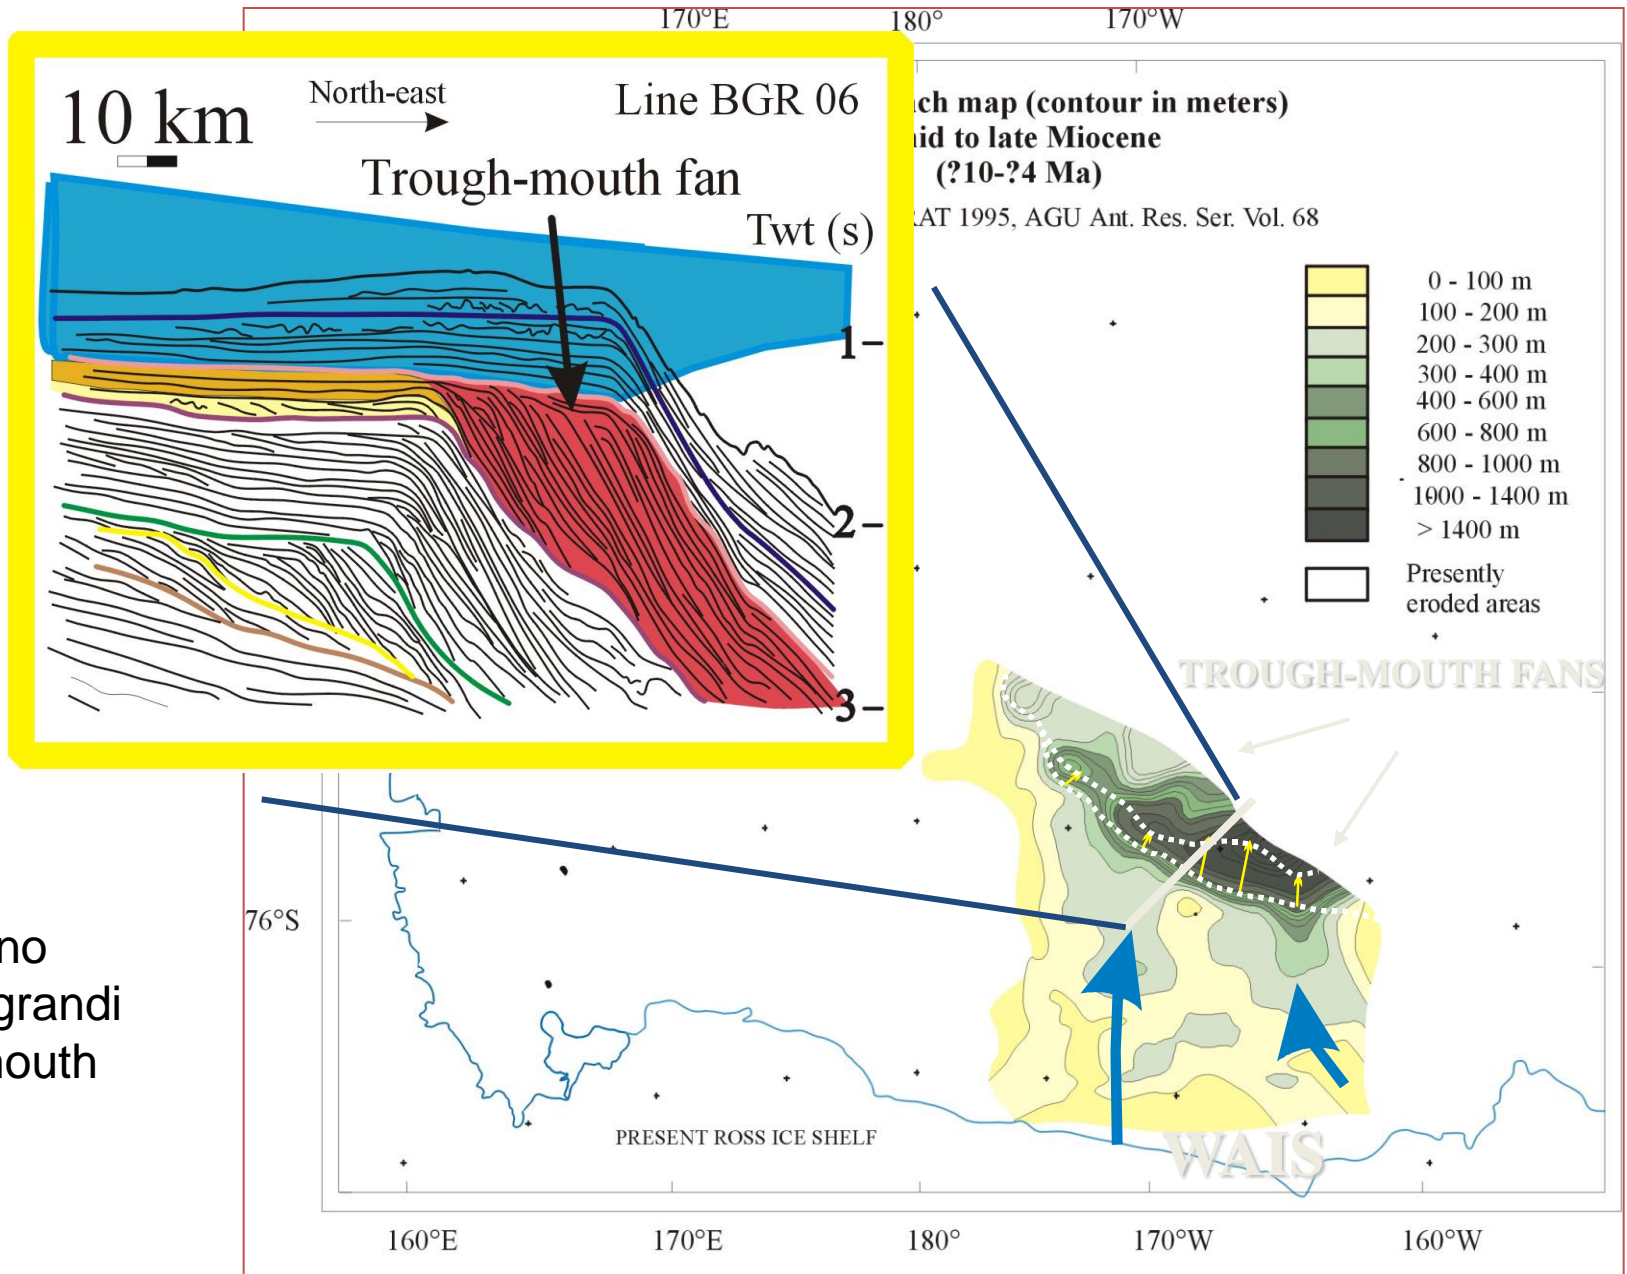 170°E 180° 170°W
10 km
North-east
Line BGR 06
Trough-mouth fan
Twt (s)
1
2
3
map (contour in meters)
to late Miocene
(?10-?4 Ma)
1995, AGU Ant. Res. Ser. Vol. 68
0 - 100 m
100 - 200 m
200 - 300 m
300 - 400 m
400 - 600 m
600 - 800 m
800 - 1000 m
1000 - 1400 m
> 1400 m
Presently
eroded areas
TROUGH-MOUTH FANS
76°S
no
grandi
outh
PRESENT ROSS ICE SHELF
WAIS
160°E 170°E 180° 170°W 160°W